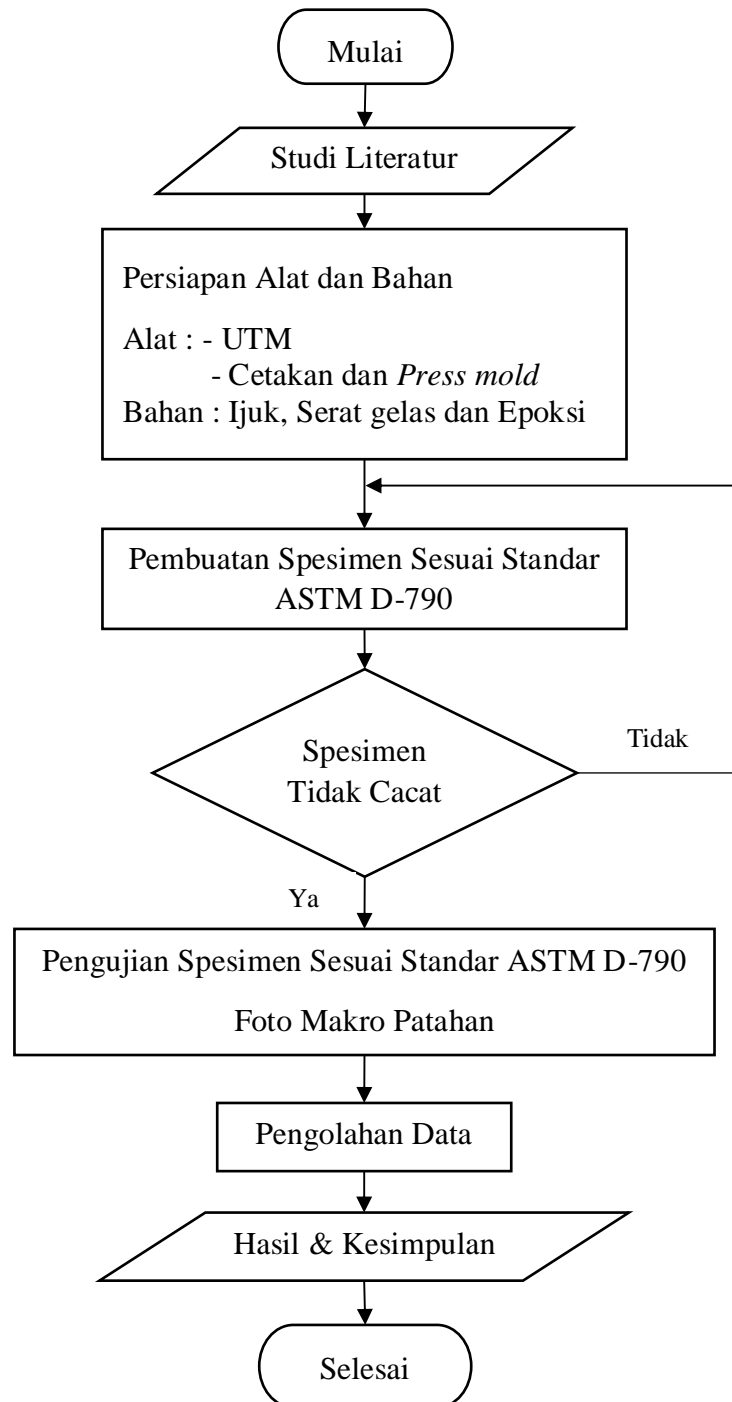 Mulai
Studi Literatur
Persiapan Alat dan Bahan
Alat : - UTM
- Cetakan dan Press mold
Bahan : Ijuk, Serat gelas dan Epoksi
Pembuatan Spesimen Sesuai Standar
ASTM D-790
Spesimen
Tidak Cacat
Tidak
Ya
Pengujian Spesimen Sesuai Standar ASTM D-790
Foto Makro Patahan
Pengolahan Data
Hasil & Kesimpulan
Selesai